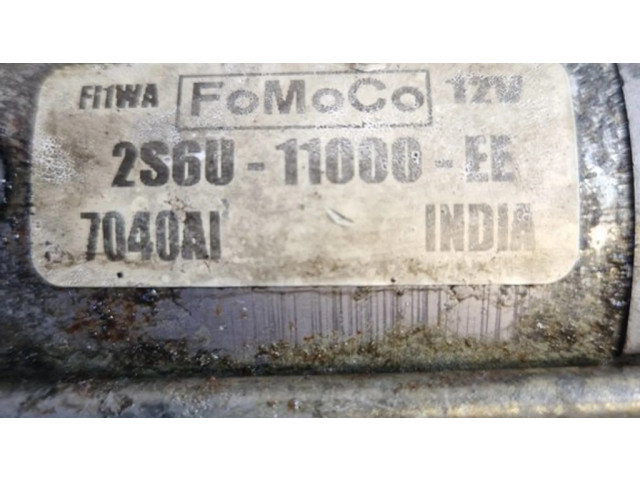 FI1WA FoMoCo 12V
2S6U-11000-EE
7040AI INDIA